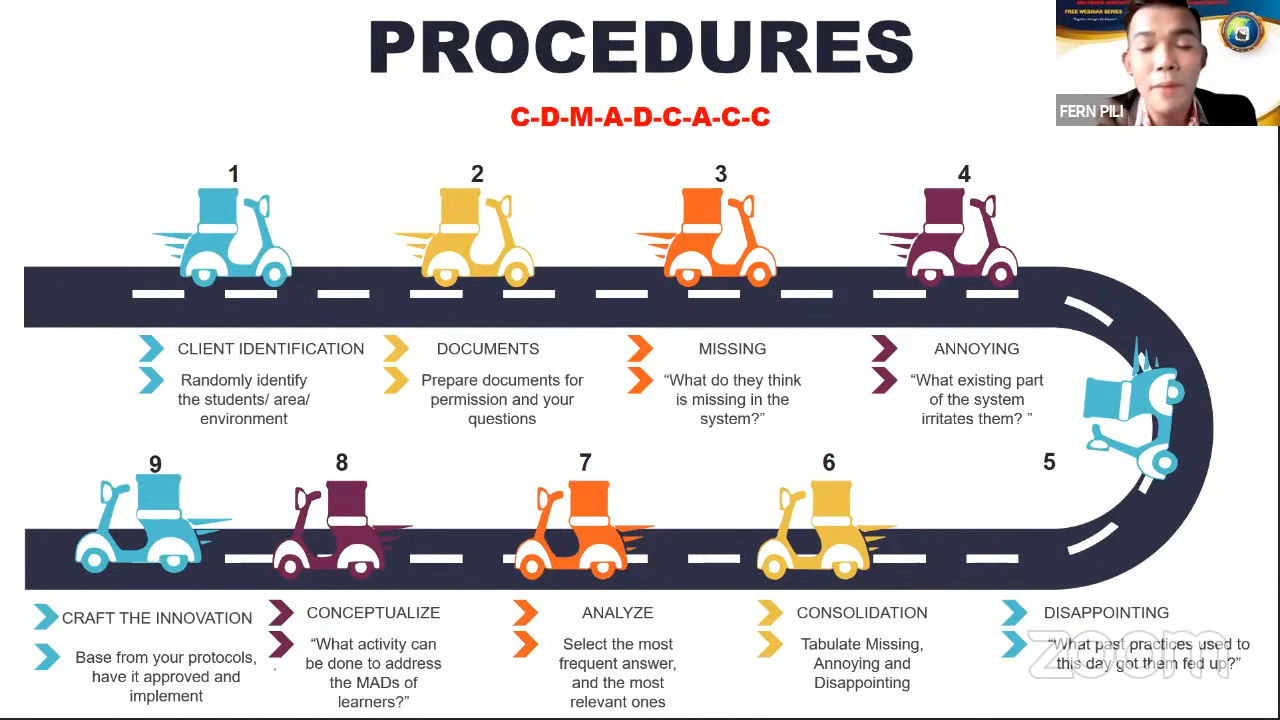 PROCEDURES
C-D-M-A-D-C-A-C-C
FREE WEBINAR SERIES
FERN PILI
1
2
3
4
CLIENT IDENTIFICATION
Randomly identify
the students/ area/
environment
DOCUMENTS
Prepare documents for
permission and your
questions
MISSING
“What do they think
is missing in the
system?”
ANNOYING
“What existing part
of the system
irritates them? ”
5
DISAPPOINTING
“What past practices used to
this day got them fed up?”
6
CONSOLIDATION
Tabulate Missing,
Annoying and
Disappointing
7
ANALYZE
Select the most
frequent answer,
and the most
relevant ones
8
CONCEPTUALIZE
“What activity can
be done to address
the MADs of
learners?”
9
CRAFT THE INNOVATION
Base from your protocols,
have it approved and
implement
zoom